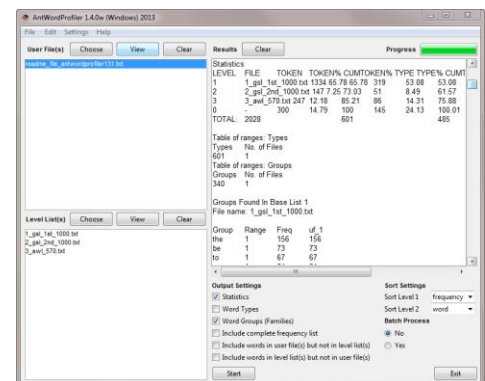 AntWordProfiler 1.4.0w (Windows) 2013
File Edit Settings Help
User File(s) Choose View Clear
readme_file_antwordprofiler131.txt
Level List(s) Choose View Clear
1_gsl_1st_1000.txt
2_gsl_2nd_1000.txt
3_awl_570.txt
Results Clear Progress
Statistics
LEVEL FILE TOKEN TOKEN% CUMTOKEN% TYPE TYPE% CUMT
1 1_gsl_1st_1000.txt 1334 65.78 65.78 319 53.08 53.08
2 2_gsl_2nd_1000.txt 147 7.25 73.03 51 8.49 61.57
3 3_awl_570.txt 247 12.18 85.21 86 14.31 75.88
0 - 300 14.79 100 145 24.13 100.01
TOTAL: 2028 601 485
Table of ranges: Types
Types No. of Files
601 1
Table of ranges: Groups
Groups No. of Files
340 1
Groups Found In Base List 1
File name: 1_gsl_1st_1000.txt
Group Range Freq uf_1
the 1 156 156
be 1 73 73
to 1 67 67
Output Settings
Statistics
Word Types
Word Groups (Families)
Include complete frequency list
Include words in user file(s) but not in level list(s)
Include words in level list(s) but not in user file(s)
Sort Settings
Sort Level 1 frequency
Sort Level 2 word
Batch Process
No
Yes
Start Exit